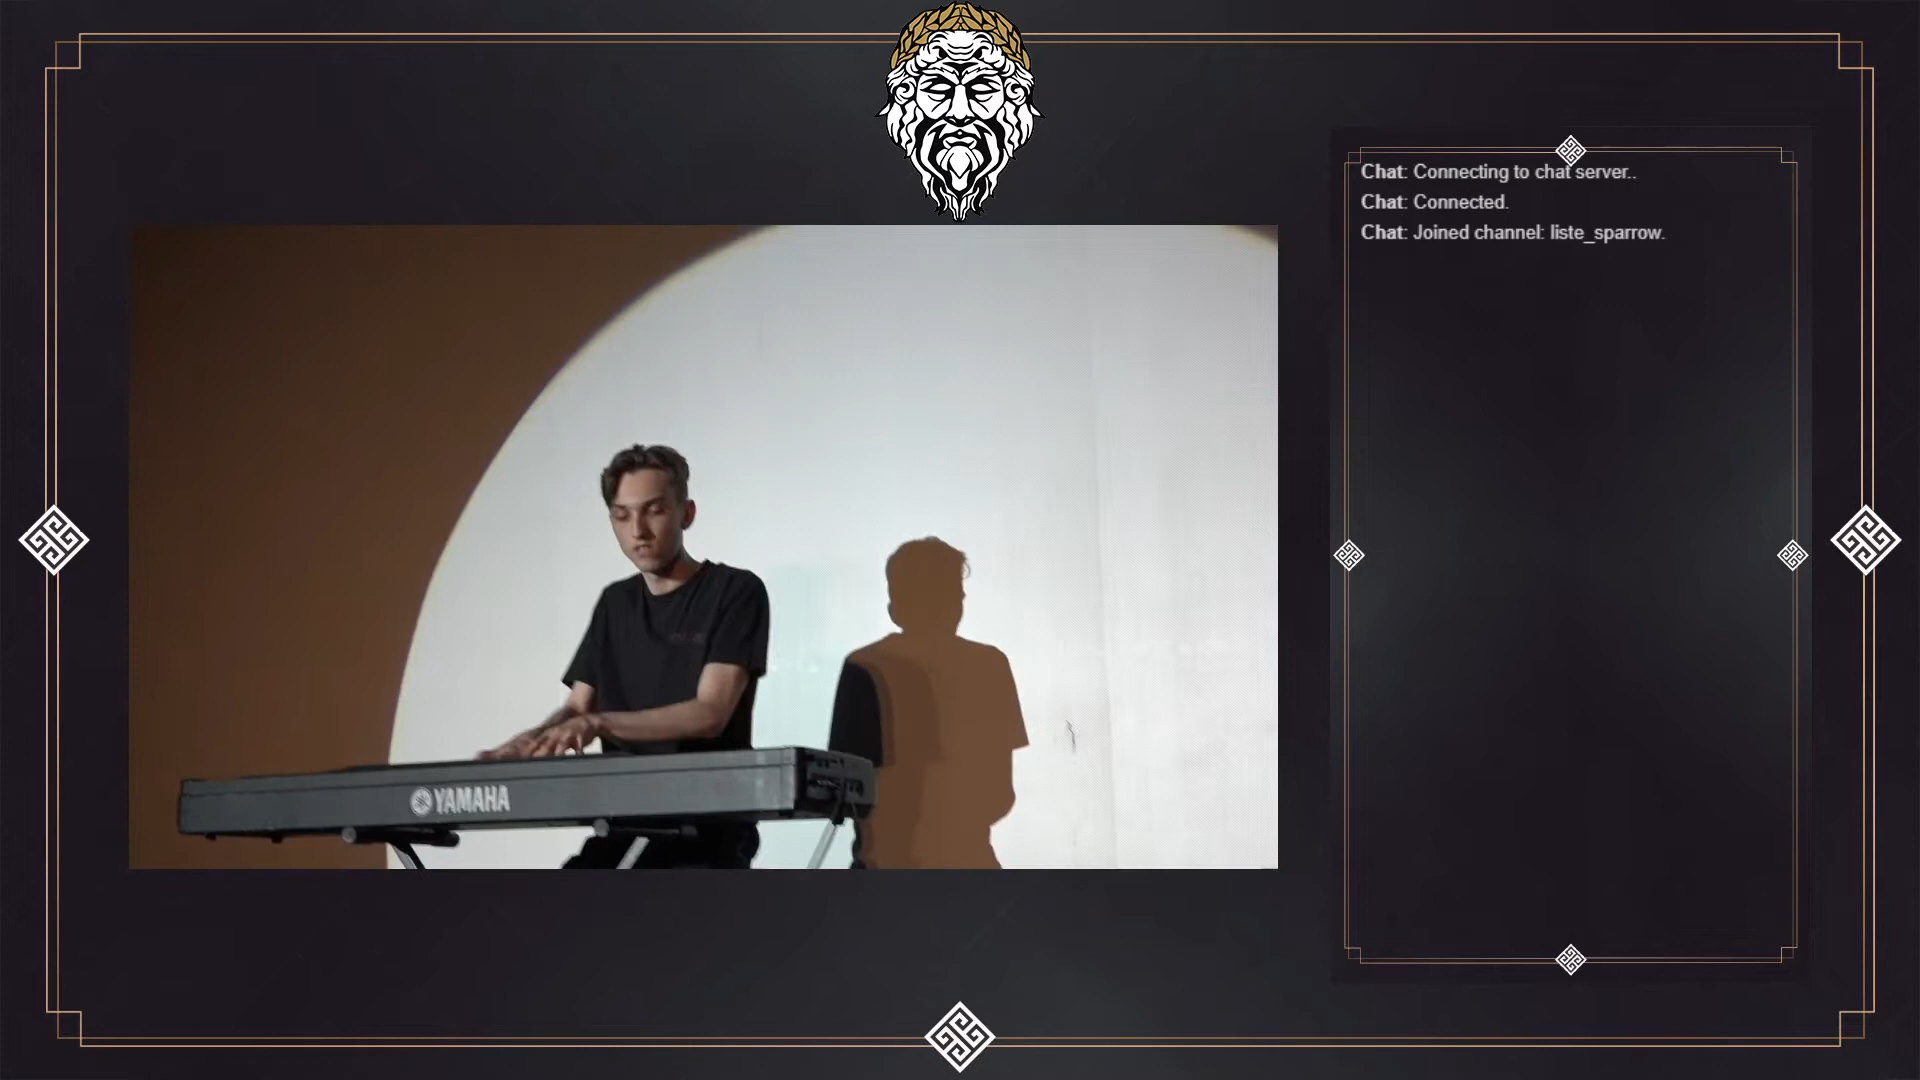 Chat: Connecting to chat server..
Chat: Connected.
Chat: Joined channel: liste_sparrow.
YAMAHA